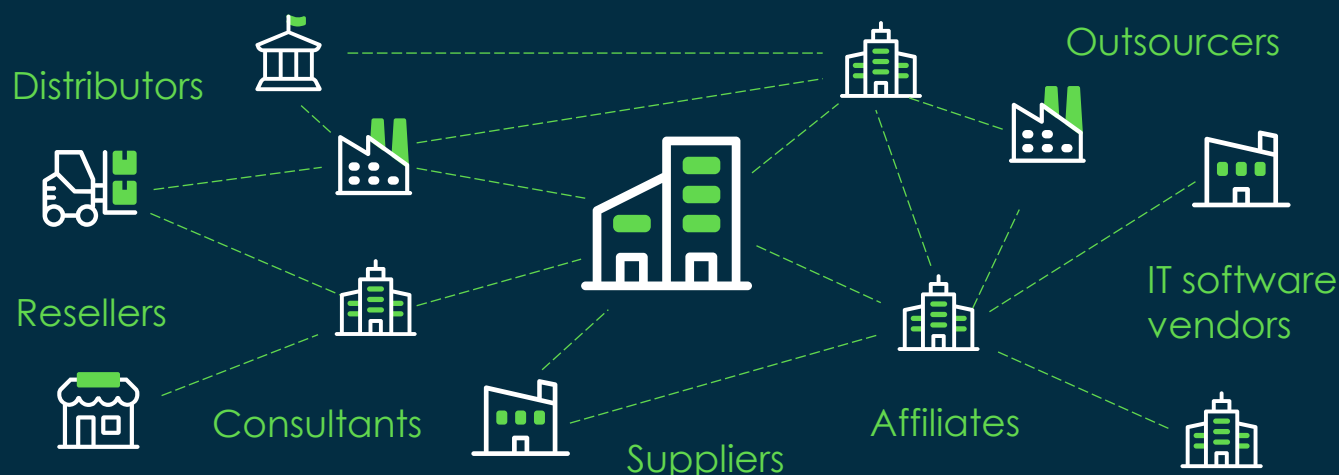 Outsourcers
Distributors
IT software
vendors
Resellers
Consultants
Affiliates
Suppliers